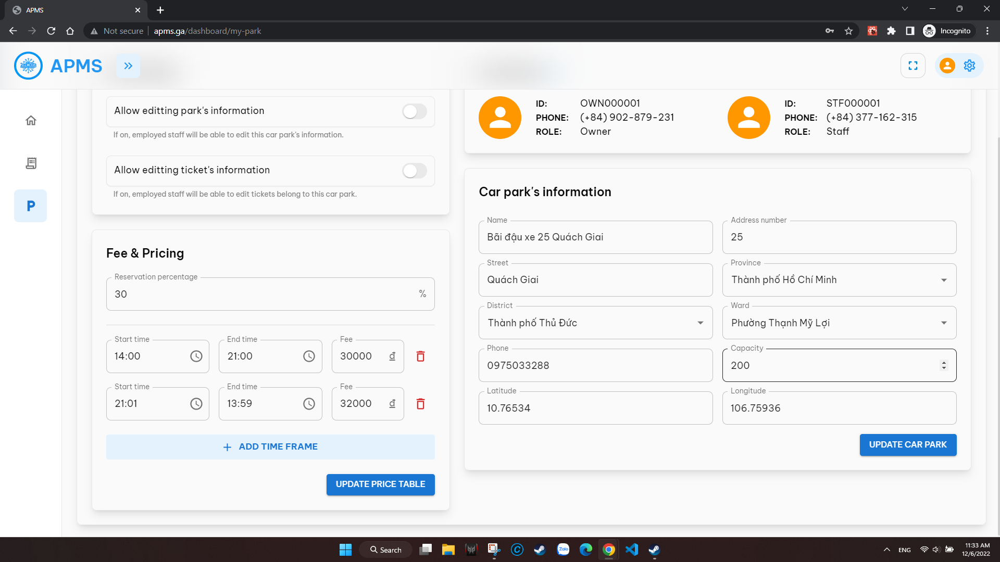 APMS
Not secure
apms.ga/dashboard/my-park
Incognito
APMS
Allow editting park's information
If on, employed staff will be able to edit this car park's information.
Allow editting ticket's information
If on, employed staff will be able to edit tickets belong to this car park.
Fee & Pricing
Reservation percentage
30 %
Start time End time Fee
14:00 21:00 30000 ₫
Start time End time Fee
21:01 13:59 32000 ₫
ADD TIME FRAME
UPDATE PRICE TABLE
ID: OWN000001
PHONE: (+84) 902-879-231
ROLE: Owner
ID: STF000001
PHONE: (+84) 377-162-315
ROLE: Staff
Car park's information
Name Address number
Bãi đậu xe 25 Quách Giai 25
Street Province
Quách Giai Thành phố Hồ Chí Minh
District Ward
Thành phố Thủ Đức Phường Thạnh Mỹ Lợi
Phone Capacity
0975033288 200
Latitude Longitude
10.76534 106.75936
UPDATE CAR PARK
P
Search
Zalo
ENG
11:33 AM
12/6/2022